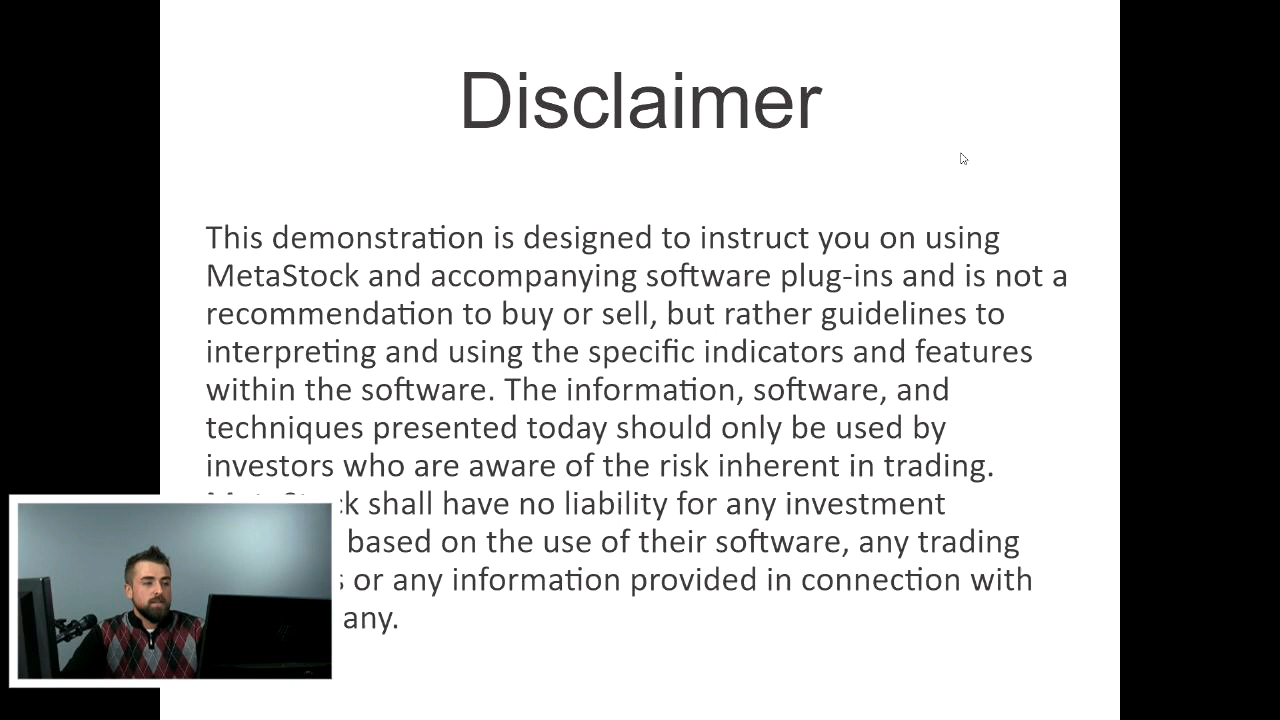 Disclaimer
This demonstration is designed to instruct you on using
MetaStock and accompanying software plug-ins and is not a
recommendation to buy or sell, but rather guidelines to
interpreting and using the specific indicators and features
within the software. The information, software, and
techniques presented today should only be used by
investors who are aware of the risk inherent in trading.
shall have no liability for any investment
based on the use of their software, any trading
or any information provided in connection with
any.